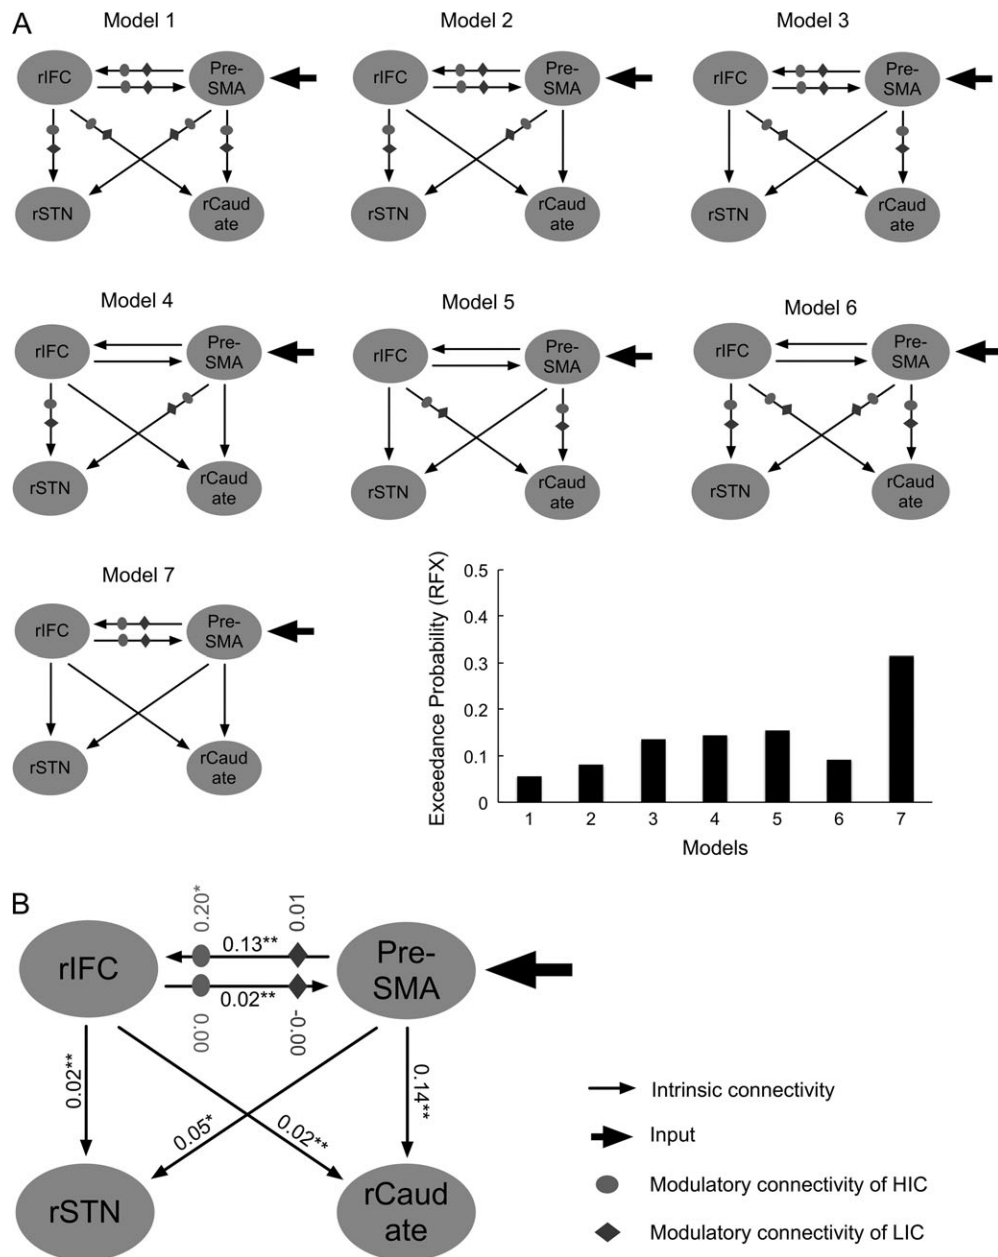 A
Model 1
Model 2
Model 3
rIFC
Pre-
SMA
rSTN
rCaud
ate
rIFC
Pre-
SMA
rSTN
rCaud
ate
rIFC
Pre-
SMA
rSTN
rCaud
ate
Model 4
Model 5
Model 6
rIFC
Pre-
SMA
rSTN
rCaud
ate
rIFC
Pre-
SMA
rSTN
rCaud
ate
rIFC
Pre-
SMA
rSTN
rCaud
ate
Model 7
rIFC
Pre-
SMA
rSTN
rCaud
ate
Exceedance Probability (RFX)
0.5
0.4
0.3
0.2
0.1
0
1 2 3 4 5 6 7
Models
B
rIFC
Pre-
SMA
rSTN
rCaud
ate
0.20*
0.01
0.13**
0.02**
0.00
-0.00
0.02**
0.05*
0.02**
0.14**
Intrinsic connectivity
Input
Modulatory connectivity of HIC
Modulatory connectivity of LIC